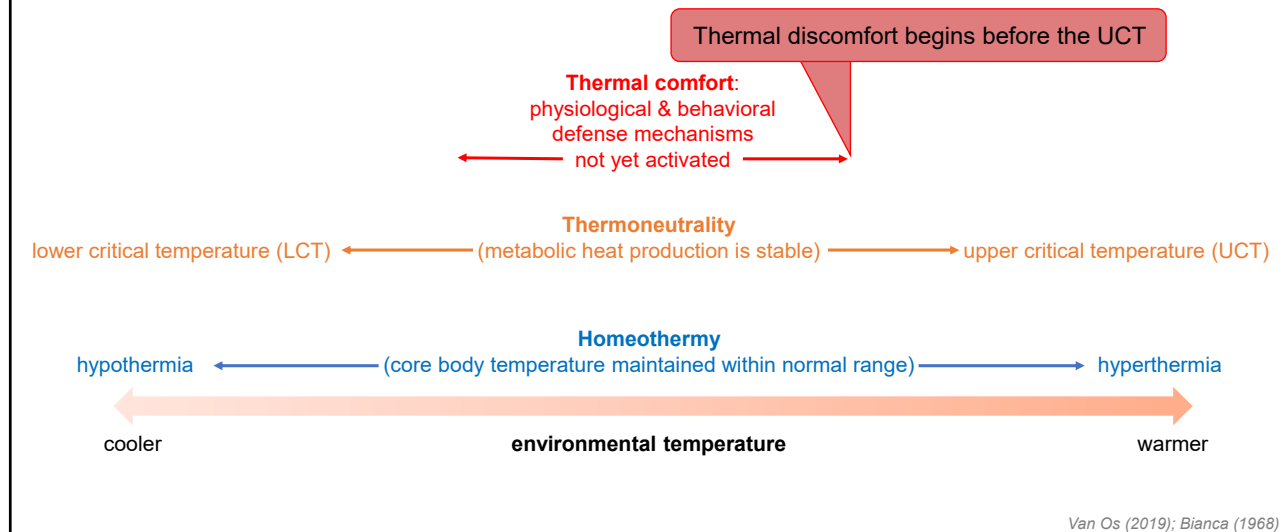 Thermal discomfort begins before the UCT
Thermal comfort:
physiological & behavioral
defense mechanisms
not yet activated
Thermoneutrality
lower critical temperature (LCT) (metabolic heat production is stable) upper critical temperature (UCT)
Homeothermy
hypothermia (core body temperature maintained within normal range) hyperthermia
cooler environmental temperature warmer
Van Os (2019); Bianca (1968)